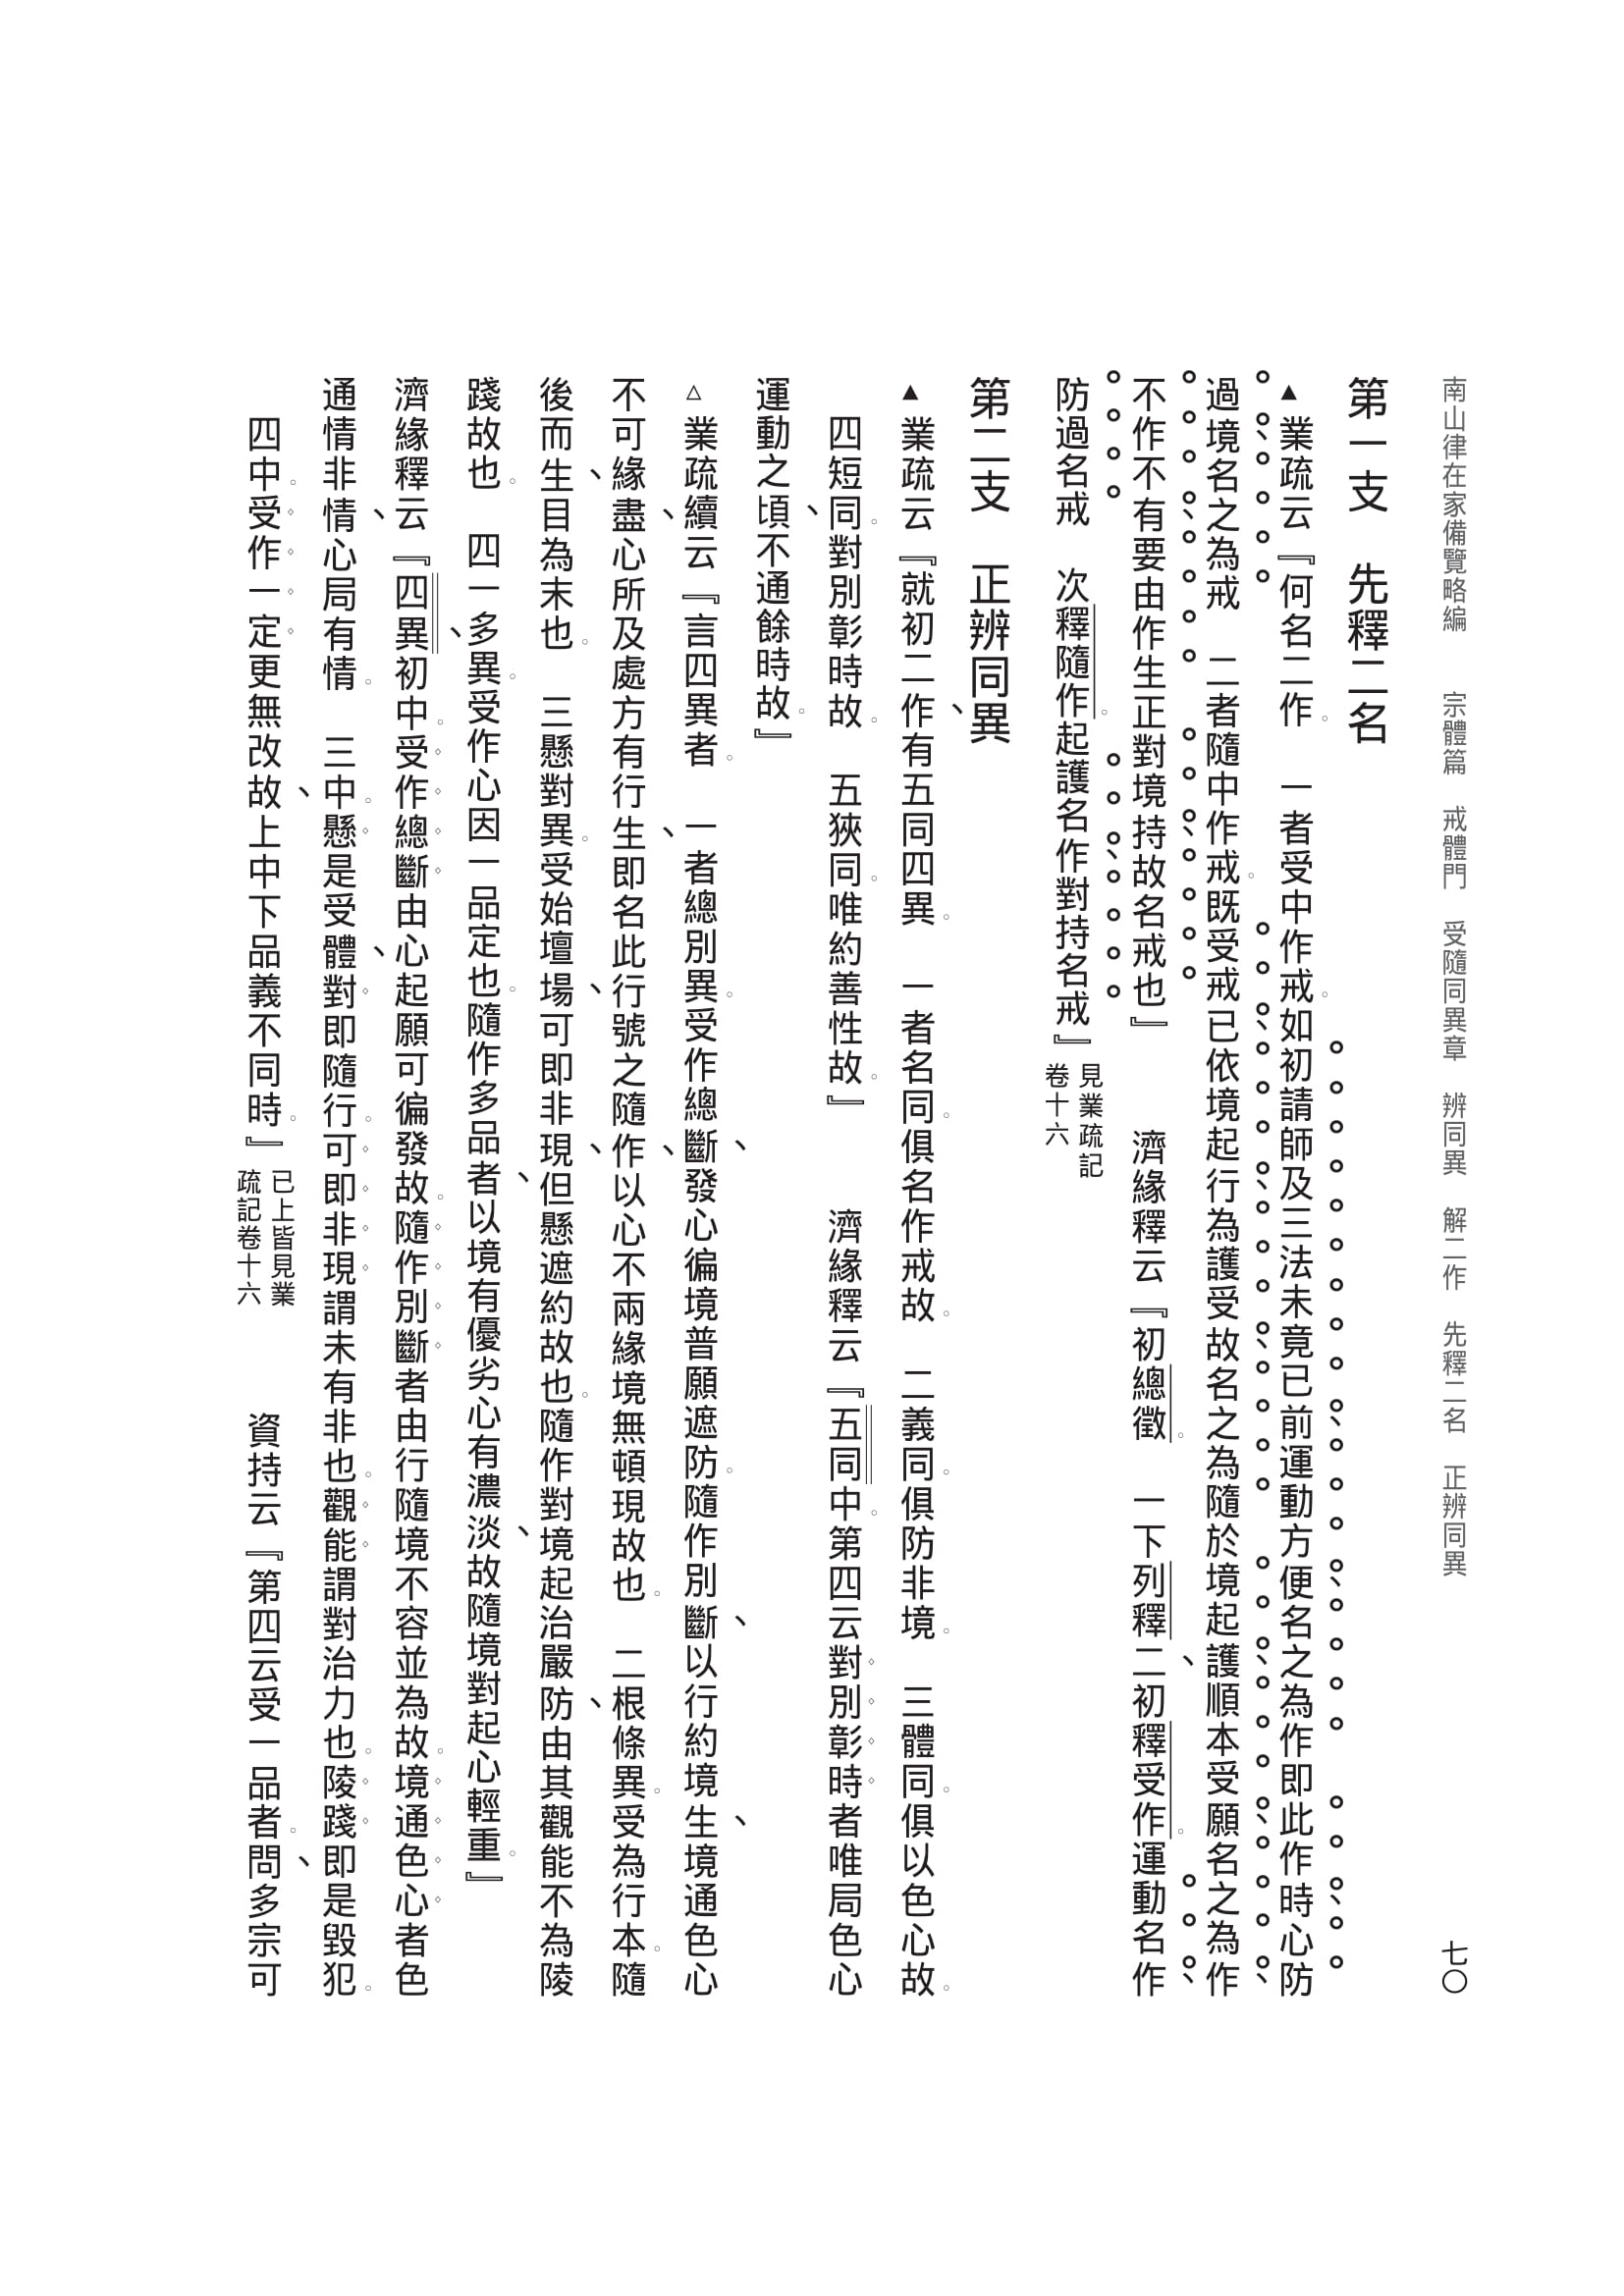 南山律在家備覽略編　宗體篇　戒體門　受隨同異章　辨同異　解二作　先釋二名　正辨同異
七〇
第一支　先釋二名
▲業疏云『何名二作。　一者受中作戒。如初請師及三法未竟已前、運動方便、名之為作。即此作時、心防
過境、名之為戒。　二者隨中作戒。既受戒已、依境起行、為護受故、名之為隨。於境起護、順本受願、名之為作、
不作不有、要由作生。正對境持、故名戒也。』　　濟緣釋云『初總徵。　一下列釋二、初釋受作。運動名作、
防過名戒。　次釋隨作。起護名作、對持名戒。』見業疏記卷十六
第二支　正辨同異
▲業疏云『就初二作、有五同四異。　一者名同。俱名作戒故。　二義同。俱防非境。　三體同。俱以色心故。
四短同。對別彰時故。　五狹同。唯約善性故。』　　濟緣釋云『五同中。第四云對別彰時者唯局色心
運動之頃、不通餘時故。』
△業疏續云『言四異者。　一者總別異。受作總斷、發心徧境普願遮防。隨作別斷、以行約境生、境通色心
不可緣盡、心所及處方有行生、即名此行號之隨作、以心不兩緣境無頓現故也。　二根條異。受為行本。隨
後而生、目為末也。　三懸對異。受始壇場、可即非現、但懸遮約故也。隨作對境起治嚴防、由其觀能不為陵
踐故也。　四一多異。受作心因一品定也。隨作多品者、以境有優劣心有濃淡、故隨境對起心輕重。』
濟緣釋云『四異、初中。受作總斷由心起願可徧發故。隨作別斷者由行隨境不容並為故。境通色心者色
通情非情、心局有情。　三中。懸是受體、對即隨行。可即非現謂未有非也。觀能謂對治力也。陵踐即是毀犯。
四中。受作一定更無改故、上中下品義不同時。』已上皆見業疏記卷十六　　資持云『第四云受一品者。問、多宗可